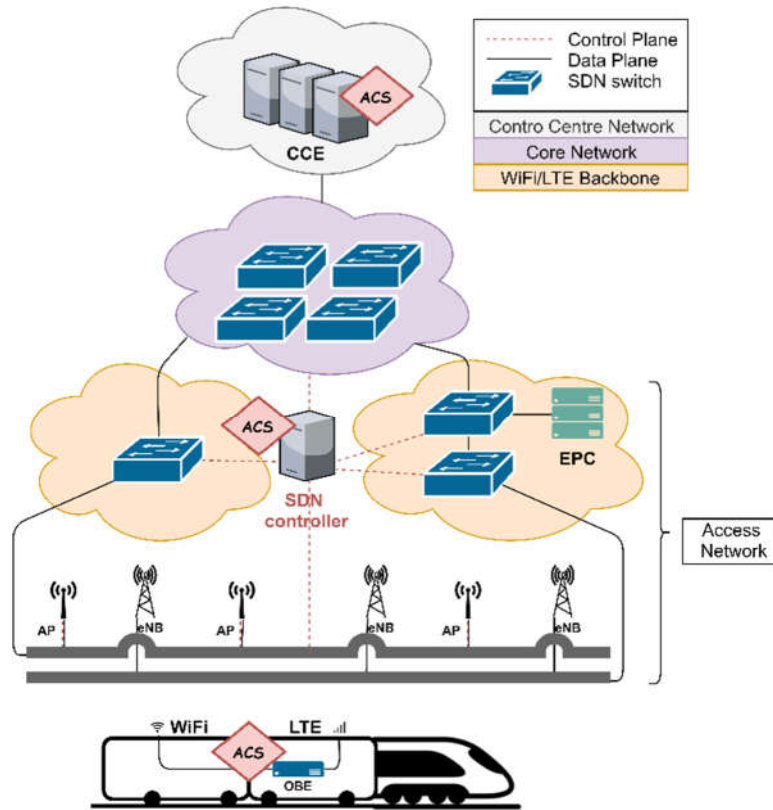 ACS
CCE
Control Plane
Data Plane
SDN switch
Contro Centre Network
Core Network
WiFi/LTE Backbone
ACS
SDN
controller
EPC
Access
Network
AP
eNB
AP
eNB
AP
eNB
WiFi
LTE
ACS
OBE